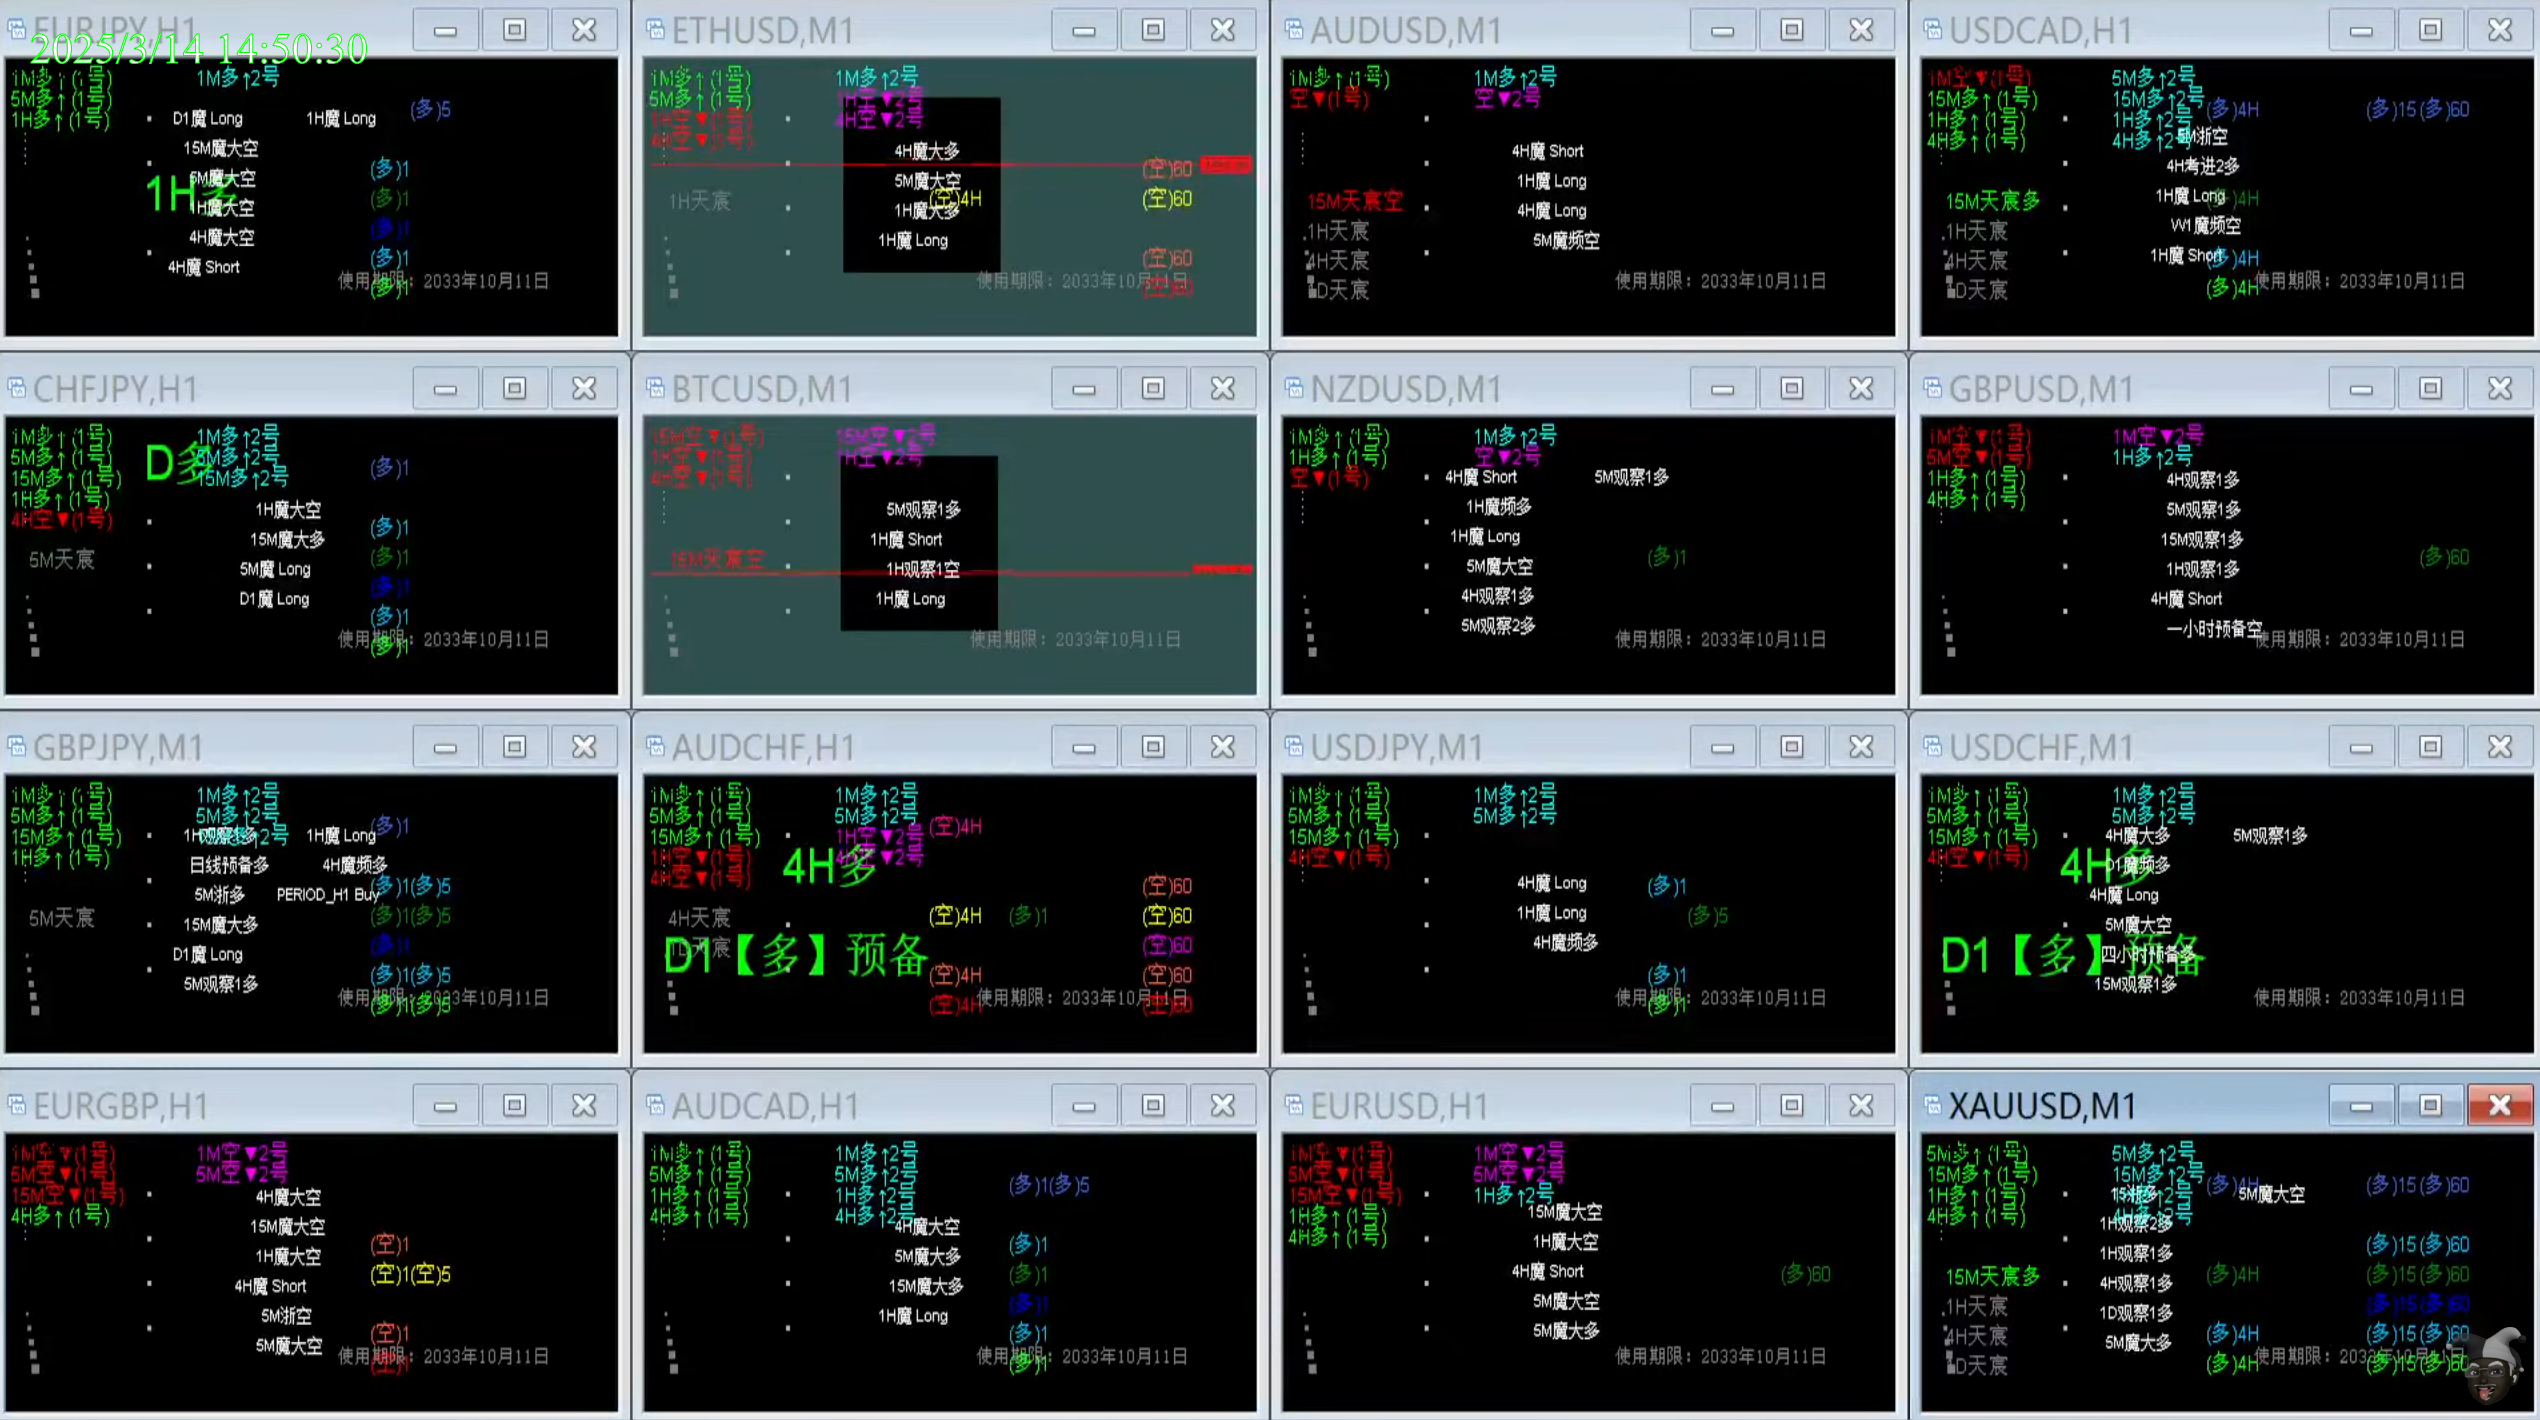 EURJPY,H1
2025/3/14 14:50:30
1M多↑(1号) 1M多↑2号
5M多↑(1号) (多)5
1H多↑(1号) D1魔 Long 1H魔 Long
15M魔大空
(多)1
5M魔大空
1H多 (多)1
1H魔大空
4H魔大空 (多)1
(多)1
4H魔 Short
使用期限：2033年10月11日
(多)1
ETHUSD,M1
1M多↑(1号) 1M多↑2号
5M多↑(1号) 1H空▼2号
1H空▼(1号) 4H空▼2号
4H空▼(1号)
4H魔大多
(空)60
5M魔大空
1H天宸 (空)4H (空)60
1H魔大多
1H魔 Long
(空)60
使用期限：2033年10月11日
(空)60
AUDUSD,M1
1M多↑(1号) 1M多↑2号
空▼(1号) 空▼2号
4H魔 Short
1H魔 Long
15M天宸空
4H魔 Long
1H天宸
5M魔频空
4H天宸
D天宸
使用期限：2033年10月11日
USDCAD,H1
1M空▼(1号) 5M多↑2号
15M多↑(1号) 15M多↑2号 (多)4H (多)15(多)60
1H多↑(1号) 1H多↑2号
4H多↑(1号) 4H多↑2号 5M浙空
4H考进2多
1H魔 Long
15M天宸多 (多)4H
W1魔频空
1H天宸
1H魔 Short (多)4H
4H天宸
D天宸 (多)4H
使用期限：2033年10月11日
CHFJPY,H1
1M多↑(1号) 1M多↑2号
5M多↑(1号) D多 5M多↑2号 (多)1
15M多↑(1号) 15M多↑2号
1H多↑(1号) 1H魔大空
4H空▼(1号) (多)1
15M魔大多
5M天宸 (多)1
5M魔 Long
(多)1
D1魔 Long
(多)1
使用期限：2033年10月11日
(多)1
BTCUSD,M1
15M空▼(1号) 15M空▼2号
1H空▼(1号) 1H空▼2号
4H空▼(1号)
5M观察1多
1H魔 Short
15M天宸空
1H观察1空
1H魔 Long
使用期限：2033年10月11日
NZDUSD,M1
1M多↑(1号) 1M多↑2号
1H多↑(1号) 空▼2号
空▼(1号) 4H魔 Short 5M观察1多
1H魔频多
1H魔 Long
(多)1
5M魔大空
4H观察1多
5M观察2多
使用期限：2033年10月11日
GBPUSD,M1
1M空▼(1号) 1M空▼2号
5M空▼(1号) 1H多↑2号
1H多↑(1号) 4H观察1多
4H多↑(1号)
5M观察1多
15M观察1多
(多)60
1H观察1多
4H魔 Short
一小时预备空
使用期限：2033年10月11日
GBPJPY,M1
1M多↑(1号) 1M多↑2号
5M多↑(1号) 5M多↑2号 (多)1
15M多↑(1号) 1H观察1多 1H魔 Long
1H多↑(1号) 日线预备多 4H魔频多
(多)1(多)5
5M浙多 PERIOD_H1 Buy
5M天宸 (多)1(多)5
15M魔大多
(多)1
D1魔 Long
(多)1(多)5
5M观察1多
使用期限：2033年10月11日
(多)1(多)5
AUDCHF,H1
1M多↑(1号) 1M多↑2号
5M多↑(1号) 5M多↑2号 (空)4H
15M多↑(1号) 1H空▼2号
1H空▼(1号) 4H空▼2号
4H多
4H空▼(1号) (空)60
4H天宸 (空)4H (多)1 (空)60
(空)60
D1【多】预备
(空)4H (空)60
使用期限：2033年10月11日
(空)4H (空)60
USDJPY,M1
1M多↑(1号) 1M多↑2号
5M多↑(1号) 5M多↑2号
15M多↑(1号)
4H空▼(1号)
4H魔 Long (多)1
1H魔 Long (多)5
4H魔频多
(多)1
使用期限：2033年10月11日
(多)1
USDCHF,M1
1M多↑(1号) 1M多↑2号
5M多↑(1号) 5M多↑2号
15M多↑(1号) 4H魔大多 5M观察1多
4H空▼(1号) 4H多 D1魔频多
4H魔 Long
5M魔大空
D1【多】预备 四小时预备多
15M观察1多
使用期限：2033年10月11日
EURGBP,H1
1M空▼(1号) 1M空▼2号
5M空▼(1号) 5M空▼2号
15M空▼(1号) 4H魔大空
4H多↑(1号) 15M魔大空
(空)1
1H魔大空
(空)1(空)5
4H魔 Short
5M浙空
(空)1
5M魔大空
使用期限：2033年10月11日
(空)1
AUDCAD,H1
1M多↑(1号) 1M多↑2号
5M多↑(1号) 5M多↑2号 (多)1(多)5
1H多↑(1号) 1H多↑2号
4H多↑(1号) 4H多↑2号
4H魔大空
(多)1
5M魔大多
(多)1
15M魔大多
(多)1
1H魔 Long
(多)1
使用期限：2033年10月11日
(多)1
EURUSD,H1
1M空▼(1号) 1M空▼2号
5M空▼(1号) 5M空▼2号
15M空▼(1号) 1H多↑2号
1H多↑(1号) 15M魔大空
4H多↑(1号) 1H魔大空
4H魔 Short (多)60
5M魔大空
5M魔大多
使用期限：2033年10月11日
XAUUSD,M1
5M多↑(1号) 5M多↑2号
15M多↑(1号) 15M多↑2号 (多)4H (多)15(多)60
1H多↑(1号) 5M魔大空
4H多↑(1号) 4H多↑2号
1H观察2多
(多)15(多)60
1H观察1多
15M天宸多 (多)4H (多)15(多)60
4H观察1多
1H天宸 (多)15(多)60
1D观察1多
4H天宸 (多)4H (多)15(多)60
5M魔大多
D天宸 (多)4H (多)15(多)60
使用期限：2033年10月11日